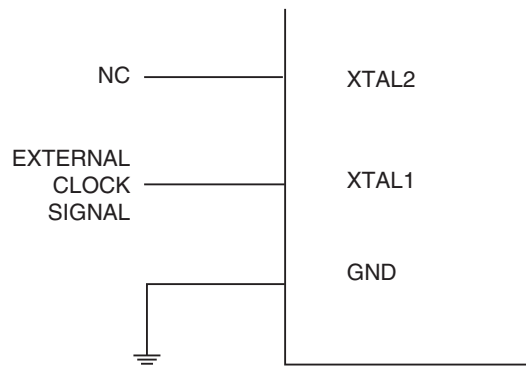 NC
XTAL2
EXTERNAL
CLOCK
SIGNAL
XTAL1
GND